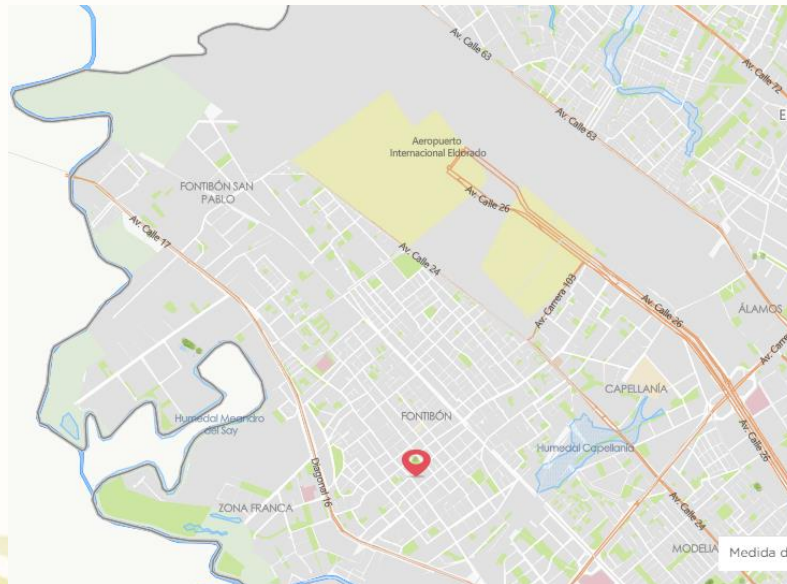 Av. Calle 63
Av. Calle 72
E
Aeropuerto
Internacional Eldorado
Av. Calle 63
FONTIBÓN SAN
PABLO
Av. Calle 26
Av. Calle 17
Av. Calle 24
Av. Carrera 103
Av. Calle 26
ÁLAMOS
Av. Carre
CAPELLANÍA
Humedal Meandro
del Say
FONTIBÓN
Humedal Capellanía
Av. Calle 26
Diagonal 16
ZONA FRANCA
Av. Calle 24
MODELIA
Medida d